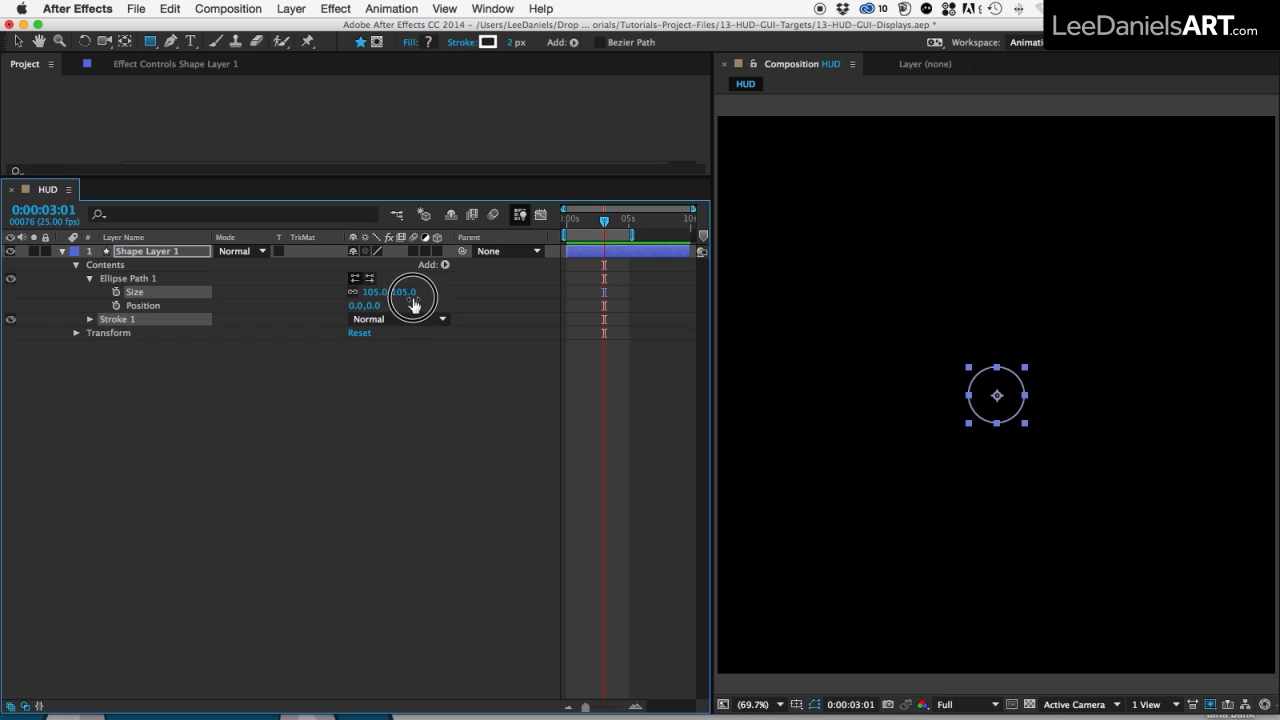 After Effects File Edit Composition Layer Effect Animation View Window Help 10
Adobe After Effects CC 2014 - /Users/LeeDaniels/Drop ... orials/Tutorials-Project-Files/13-HUD-GUI-Targets/13-HUD-GUI-Displays.aep *
LeeDanielsART.com
Fill: ? Stroke: 2 px Add: Bezier Path Workspace: Animati
Project Effect Controls Shape Layer 1 Composition HUD Layer (none)
HUD
HUD
0:00:03:01
00076 (25.00 fps)
:00s 05s 10s
# Layer Name Mode T TrkMat Parent
1 Shape Layer 1 Normal None
Contents Add:
Ellipse Path 1
Size 105.0, 105.0
Position 0.0,0.0
Stroke 1 Normal
Transform Reset
(69.7%) 0:00:03:01 Full Active Camera 1 View